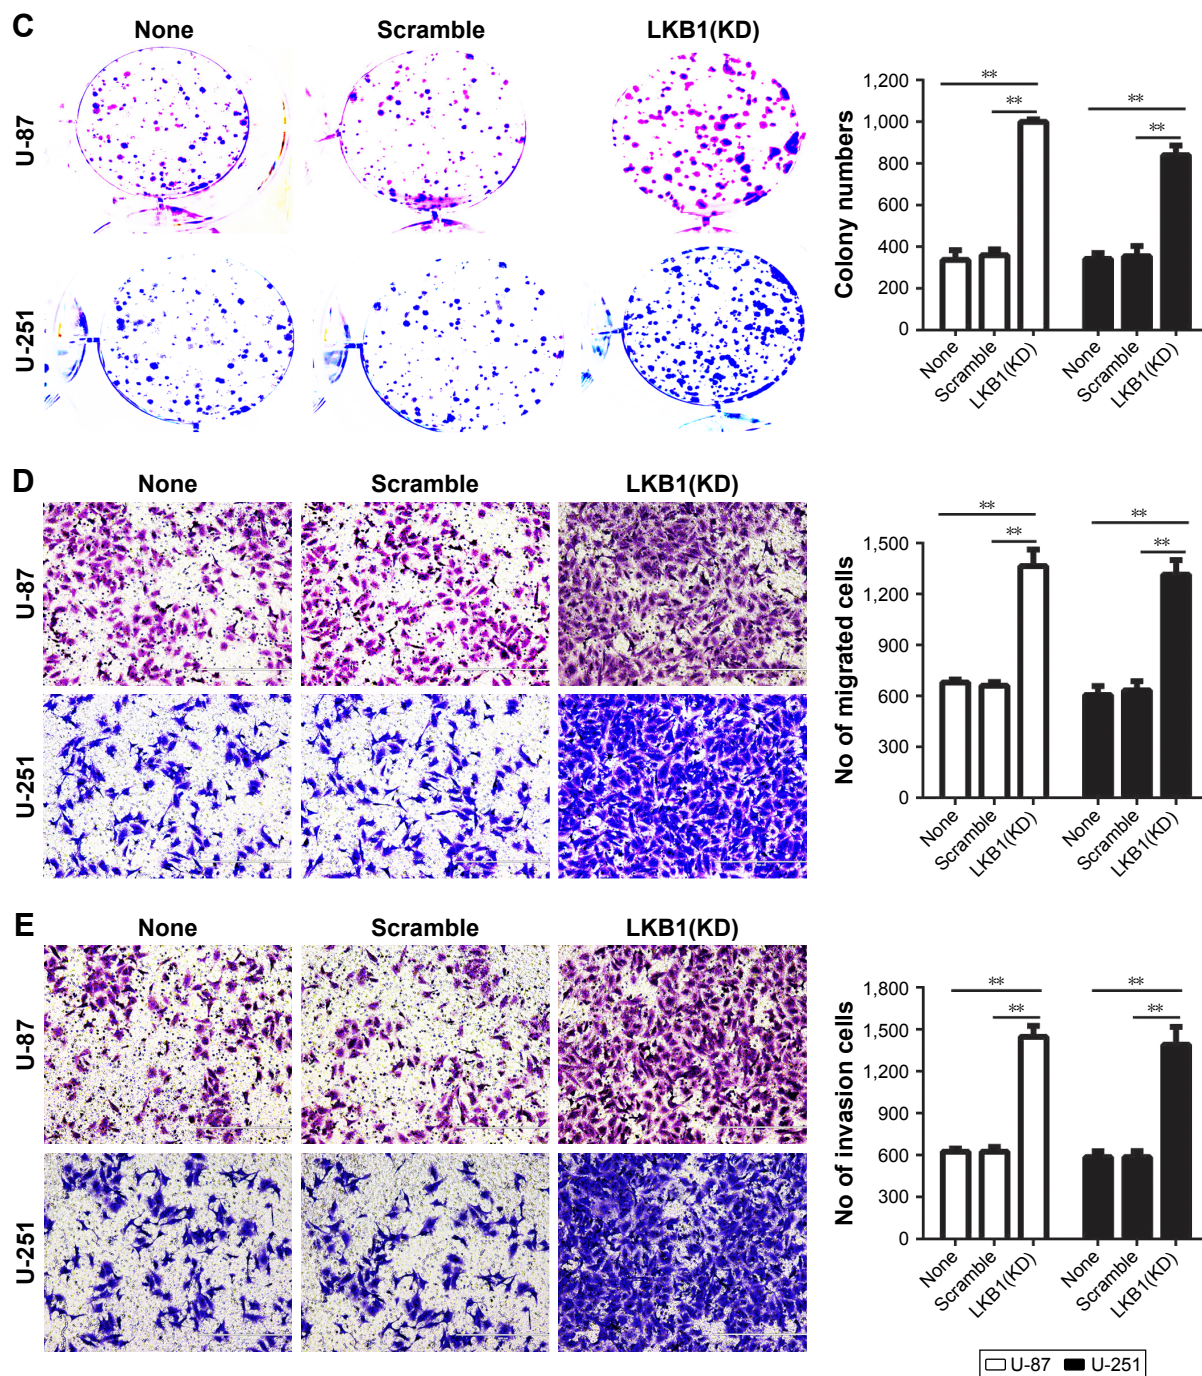 C
None Scramble LKB1(KD)
U-87
U-251
Colony numbers
1,200
1,000
800
600
400
200
0
** ** ** **
None Scramble LKB1(KD) None Scramble LKB1(KD)
D
None Scramble LKB1(KD)
U-87
U-251
No of migrated cells
1,500
1,200
900
600
300
0
** ** ** **
None Scramble LKB1(KD) None Scramble LKB1(KD)
E
None Scramble LKB1(KD)
U-87
U-251
No of invasion cells
1,800
1,500
1,200
900
600
300
0
** ** ** **
None Scramble LKB1(KD) None Scramble LKB1(KD)
U-87 U-251